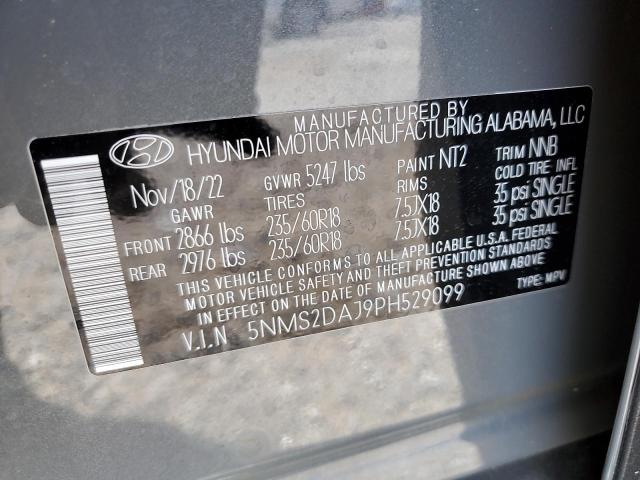 MANUFACTURED BY
HYUNDAI MOTOR MANUFACTURING ALABAMA, LLC
Nov/18/22 GVWR 5247 lbs PAINT NT2 TRIM NNB
GAWR TIRES RIMS COLD TIRE INFL
FRONT 2866 lbs 235/60R18 7.5JX18 35 psi SINGLE
REAR 2976 lbs 235/60R18 7.5JX18 35 psi SINGLE
THIS VEHICLE CONFORMS TO ALL APPLICABLE U.S.A. FEDERAL
MOTOR VEHICLE SAFETY AND THEFT PREVENTION STANDARDS
IN EFFECT ON THE DATE OF MANUFACTURE SHOWN ABOVE
V.I.N 5NMS2DAJ9PH529099 TYPE: MPV